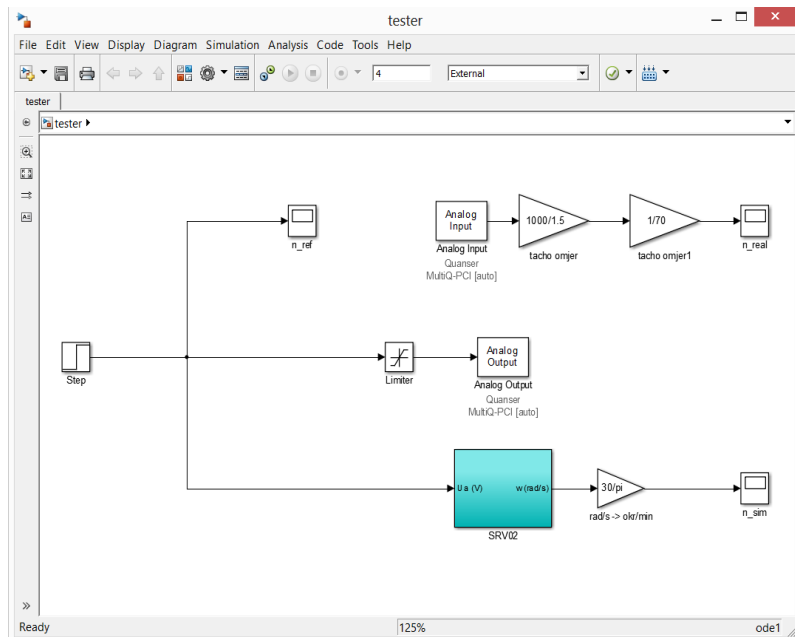 tester
File Edit View Display Diagram Simulation Analysis Code Tools Help
4 External
tester
tester
n_ref
Analog
Input
Analog Input
Quanser
MultiQ-PCI [auto]
1000/1.5
tacho omjer
1/70
tacho omjer1
n_real
Step
Limiter
Analog
Output
Analog Output
Quanser
MultiQ-PCI [auto]
Ua (V) w(rad/s)
SRV02
30/pi
rad/s -> okr/min
n_sim
Ready 125% ode1